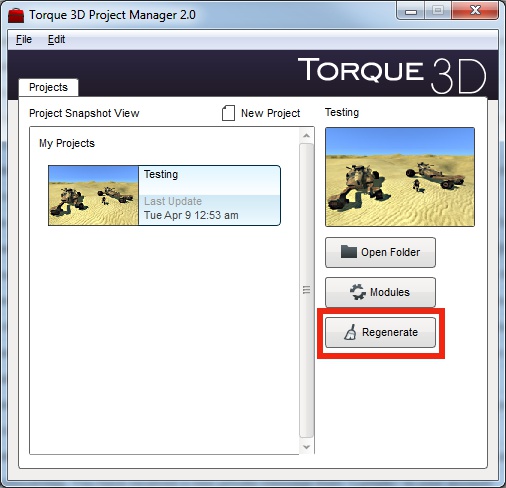 Torque 3D Project Manager 2.0
File Edit
TORQUE 3D
Projects
Project Snapshot View
New Project
Testing
My Projects
Testing
Last Update
Tue Apr 9 12:53 am
Open Folder
Modules
Regenerate